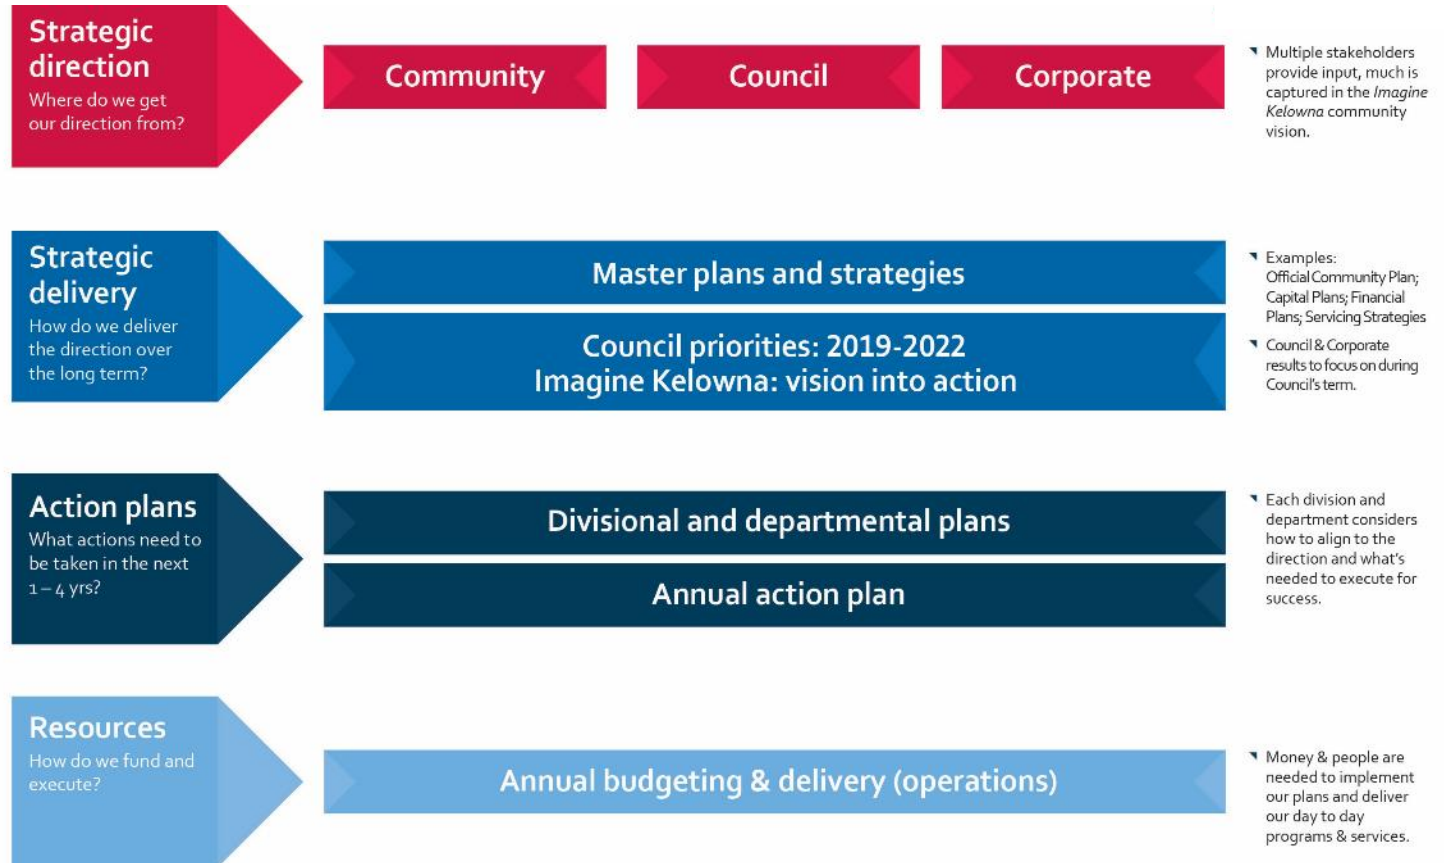 Strategic
direction
Where do we get
our direction from?
Community
Council
Corporate
Multiple stakeholders
provide input, much is
captured in the Imagine
Kelowna community
vision.
Strategic
delivery
How do we deliver
the direction over
the long term?
Master plans and strategies
Council priorities: 2019-2022
Imagine Kelowna: vision into action
Examples:
Official Community Plan;
Capital Plans; Financial
Plans; Servicing Strategies
Council & Corporate
results to focus on during
Council's term.
Action plans
What actions need to
be taken in the next
1 – 4 yrs?
Divisional and departmental plans
Annual action plan
Each division and
department considers
how to align to the
direction and what's
needed to execute for
success.
Resources
How do we fund and
execute?
Annual budgeting & delivery (operations)
Money & people are
needed to implement
our plans and deliver
our day to day
programs & services.